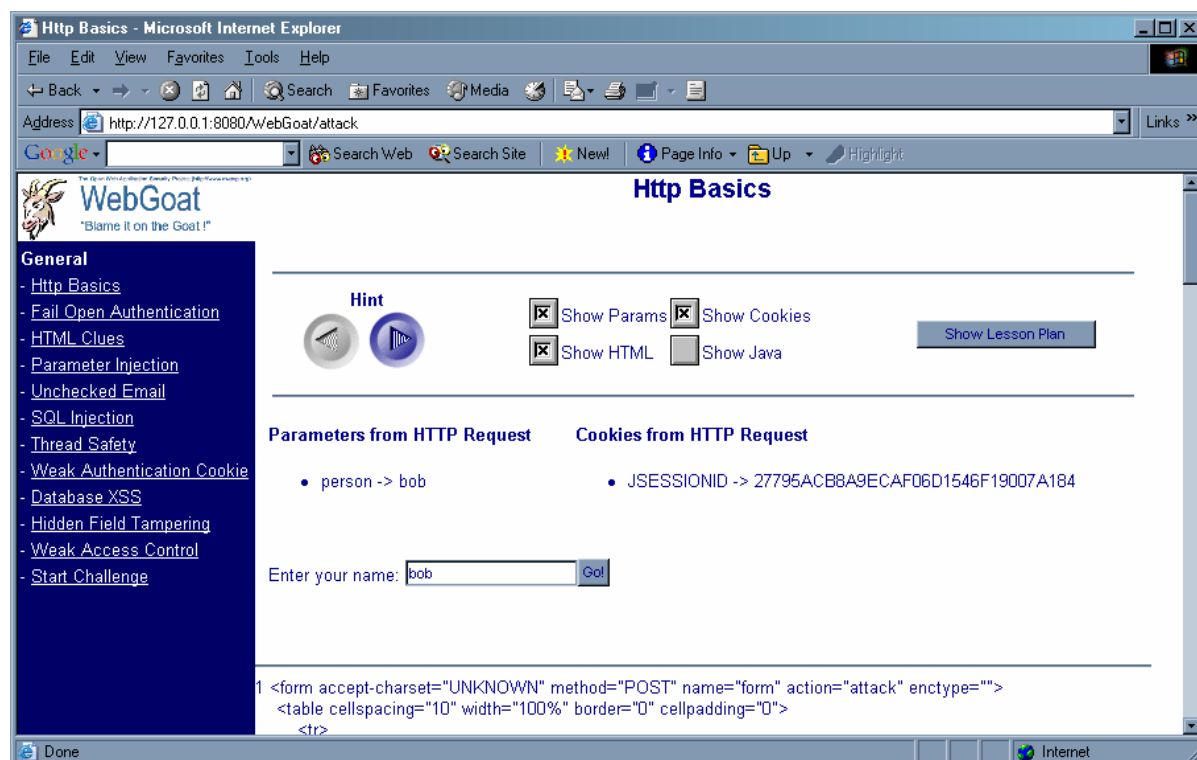 Http Basics - Microsoft Internet Explorer
File Edit View Favorites Tools Help
Back Search Favorites Media
Address http://127.0.0.1:8080/WebGoat/attack Links »
Google Search Web Search Site New! Page Info Up Highlight
WebGoat
"Blame it on the Goat !"
Http Basics
General
- Http Basics
- Fail Open Authentication
- HTML Clues
- Parameter Injection
- Unchecked Email
- SQL Injection
- Thread Safety
- Weak Authentication Cookie
- Database XSS
- Hidden Field Tampering
- Weak Access Control
- Start Challenge
Hint
Show Params Show Cookies
Show HTML Show Java
Show Lesson Plan
Parameters from HTTP Request Cookies from HTTP Request
• person -> bob • JSESSIONID -> 27795ACB8A9ECAF06D1546F19007A184
Enter your name: bob Go!
1 <form accept-charset="UNKNOWN" method="POST" name="form" action="attack" enctype="">
<table cellspacing="10" width="100%" border="0" cellpadding="0">
<tr>
Done Internet